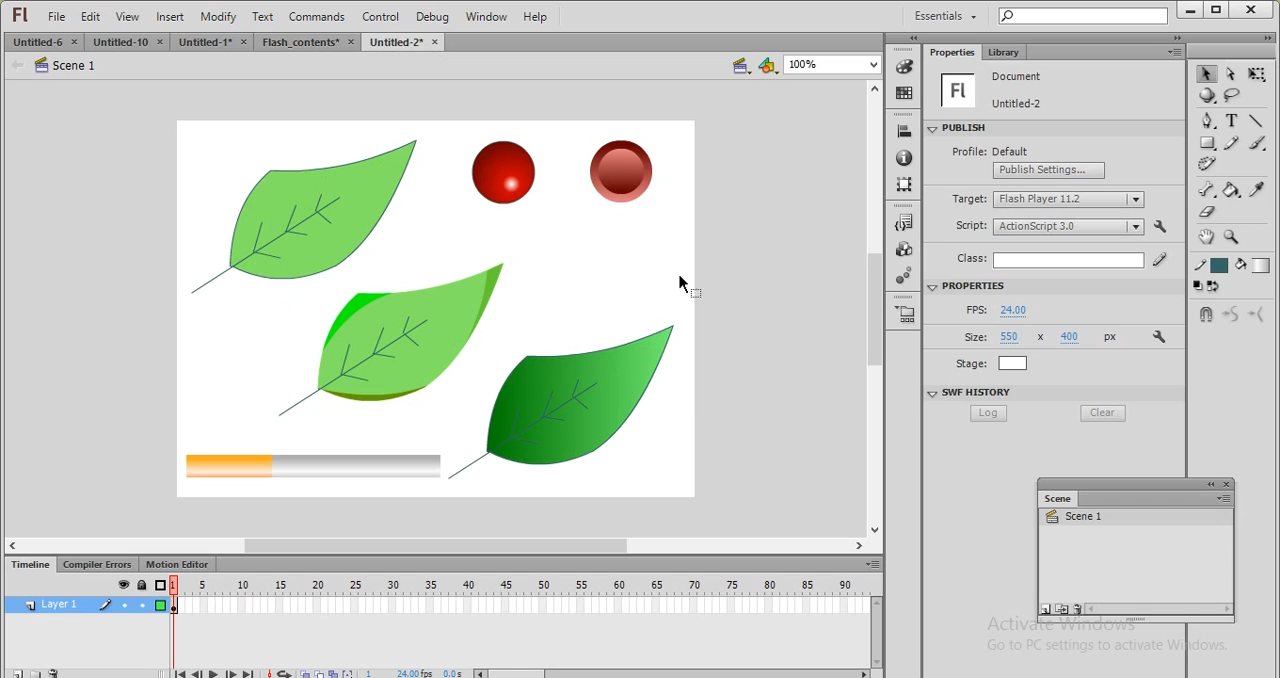 Fl File Edit View Insert Modify Text Commands Control Debug Window Help Essentials
Untitled-6 × Untitled-10 × Untitled-1* × Flash_contents* × Untitled-2* ×
Scene 1 100%
Properties Library
Fl Document
Untitled-2
PUBLISH
Profile: Default
Publish Settings...
Target: Flash Player 11.2
Script: ActionScript 3.0
Class:
PROPERTIES
FPS: 24.00
Size: 550 x 400 px
Stage:
SWF HISTORY
Log Clear
Scene
Scene 1
Timeline Compiler Errors Motion Editor
1 5 10 15 20 25 30 35 40 45 50 55 60 65 70 75 80 85 90
Layer 1
1 24.00 fps 0.0 s
Activate Windows
Go to PC settings to activate Windows.